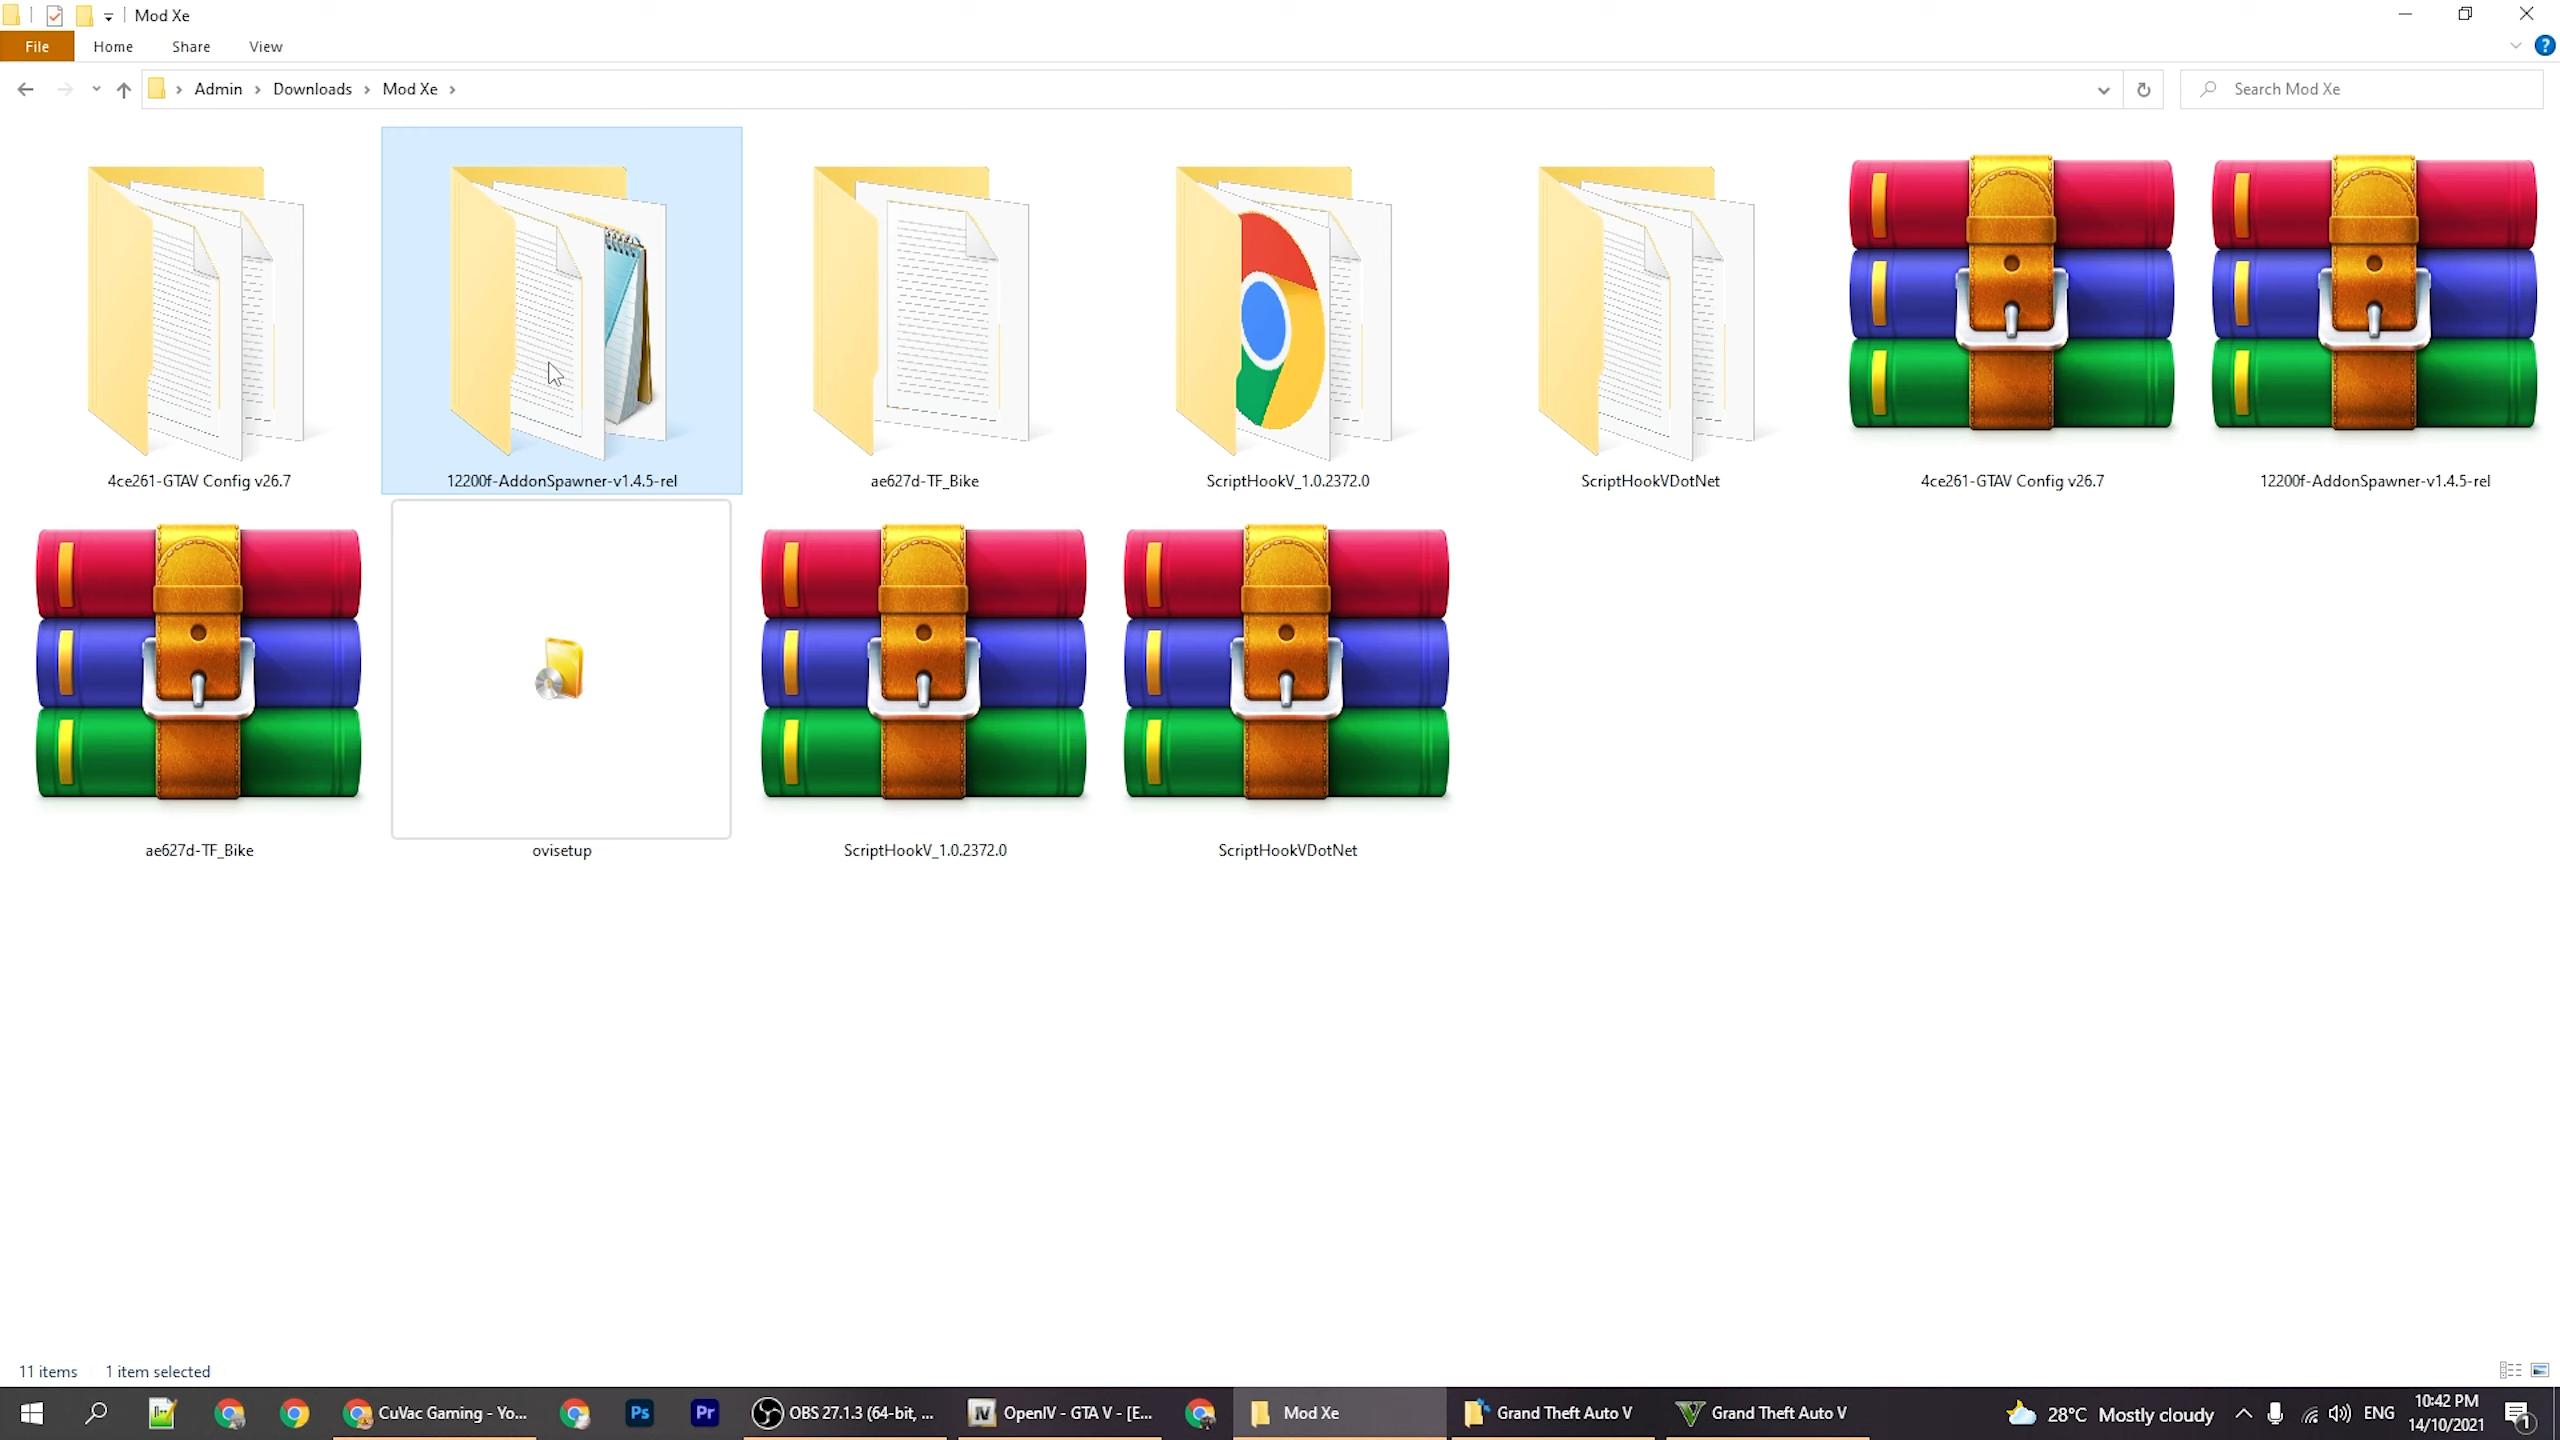 Mod Xe
File Home Share View
Admin Downloads Mod Xe
Search Mod Xe
4ce261-GTAV Config v26.7
12200f-AddonSpawner-v1.4.5-rel
ae627d-TF_Bike
ScriptHookV_1.0.2372.0
ScriptHookVDotNet
4ce261-GTAV Config v26.7
12200f-AddonSpawner-v1.4.5-rel
ae627d-TF_Bike
ovisetup
ScriptHookV_1.0.2372.0
ScriptHookVDotNet
11 items 1 item selected
CuVac Gaming - Yo...
Ps
Pr
OBS 27.1.3 (64-bit, ...
OpenIV - GTA V - [E...
Mod Xe
Grand Theft Auto V
Grand Theft Auto V
28°C Mostly cloudy
ENG
10:42 PM
14/10/2021
1